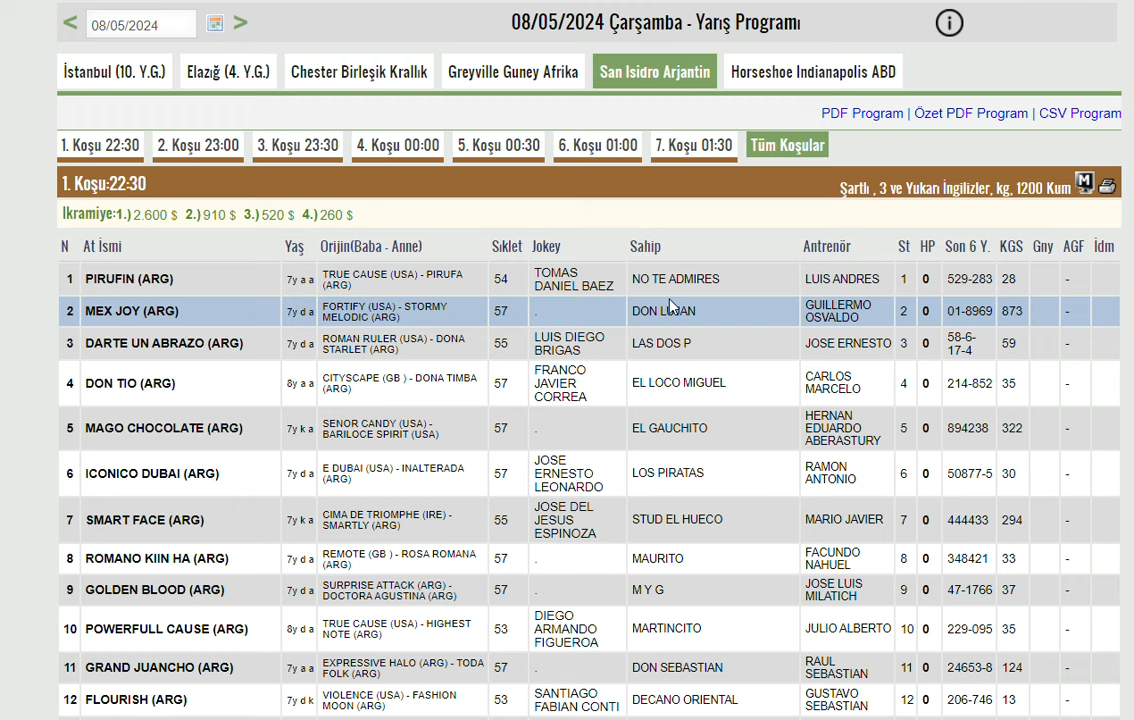 08/05/2024
08/05/2024 Çarşamba - Yarış Programı
İstanbul (10. Y.G.) Elazığ (4. Y.G.) Chester Birleşik Krallık Greyville Guney Afrika San Isidro Arjantin Horseshoe Indianapolis ABD
PDF Program | Özet PDF Program | CSV Program
1. Koşu 22:30 2. Koşu 23:00 3. Koşu 23:30 4. Koşu 00:00 5. Koşu 00:30 6. Koşu 01:00 7. Koşu 01:30 Tüm Koşular
1. Koşu:22:30 Şartlı , 3 ve Yukarı İngilizler, kg, 1200 Kum M
Ikramiye:1.) 2.600 $ 2.) 910 $ 3.) 520 $ 4.) 260 $
N At İsmi Yaş Orijin(Baba - Anne) Sıklet Jokey Sahip Antrenör St HP Son 6 Y. KGS Gny AGF İdm
1 PIRUFIN (ARG) 7y a a TRUE CAUSE (USA) - PIRUFA (ARG) 54 TOMAS DANIEL BAEZ NO TE ADMIRES LUIS ANDRES 1 0 529-283 28 -
2 MEX JOY (ARG) 7y d a FORTIFY (USA) - STORMY MELODIC (ARG) 57 . DON LUJAN GUILLERMO OSVALDO 2 0 01-8969 873 -
3 DARTE UN ABRAZO (ARG) 7y d a ROMAN RULER (USA) - DONA STARLET (ARG) 55 LUIS DIEGO BRIGAS LAS DOS P JOSE ERNESTO 3 0 58-6-17-4 59 -
4 DON TIO (ARG) 8y a a CITYSCAPE (GB ) - DONA TIMBA (ARG) 57 FRANCO JAVIER CORREA EL LOCO MIGUEL CARLOS MARCELO 4 0 214-852 35 -
5 MAGO CHOCOLATE (ARG) 7y k a SENOR CANDY (USA) - BARILOCE SPIRIT (USA) 57 . EL GAUCHITO HERNAN EDUARDO ABERASTURY 5 0 894238 322 -
6 ICONICO DUBAI (ARG) 7y d a E DUBAI (USA) - INALTERADA (ARG) 57 JOSE ERNESTO LEONARDO LOS PIRATAS RAMON ANTONIO 6 0 50877-5 30 -
7 SMART FACE (ARG) 7y k a CIMA DE TRIOMPHE (IRE) - SMARTLY (ARG) 55 JOSE DEL JESUS ESPINOZA STUD EL HUECO MARIO JAVIER 7 0 444433 294 -
8 ROMANO KIIN HA (ARG) 7y d a REMOTE (GB ) - ROSA ROMANA (ARG) 57 . MAURITO FACUNDO NAHUEL 8 0 348421 33 -
9 GOLDEN BLOOD (ARG) 7y d a SURPRISE ATTACK (ARG) - DOCTORA AGUSTINA (ARG) 57 . M Y G JOSE LUIS MILATICH 9 0 47-1766 37 -
10 POWERFULL CAUSE (ARG) 8y d a TRUE CAUSE (USA) - HIGHEST NOTE (ARG) 53 DIEGO ARMANDO FIGUEROA MARTINCITO JULIO ALBERTO 10 0 229-095 35 -
11 GRAND JUANCHO (ARG) 7y a a EXPRESSIVE HALO (ARG) - TODA FOLK (ARG) 57 . DON SEBASTIAN RAUL SEBASTIAN 11 0 24653-8 124 -
12 FLOURISH (ARG) 7y d k VIOLENCE (USA) - FASHION MOON (ARG) 53 SANTIAGO FABIAN CONTI DECANO ORIENTAL GUSTAVO SEBASTIAN 12 0 206-746 13 -